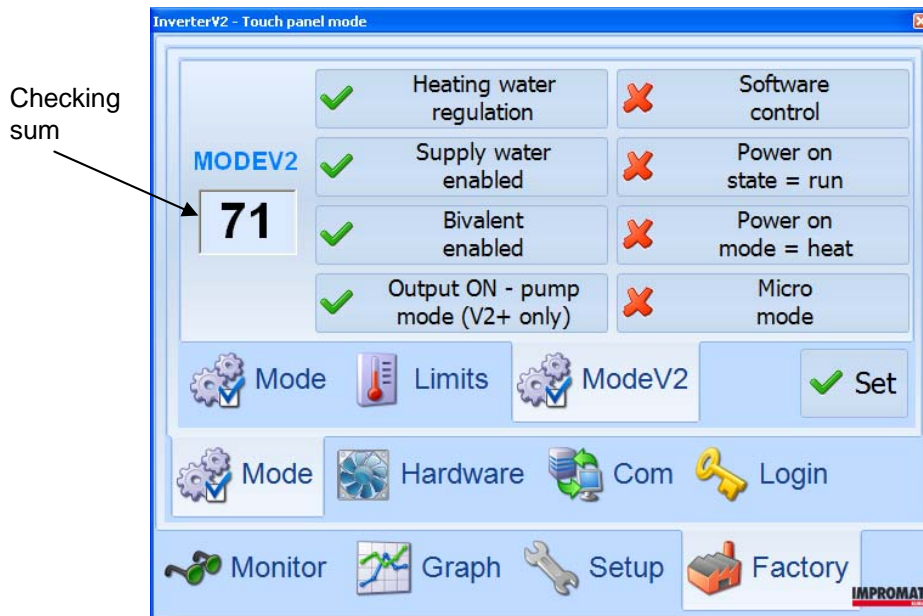 InverterV2 - Touch panel mode
Checking
sum
MODEV2
71
Heating water
regulation
Software
control
Supply water
enabled
Power on
state = run
Bivalent
enabled
Power on
mode = heat
Output ON - pump
mode (V2+ only)
Micro
mode
Mode
Limits
ModeV2
Set
Mode
Hardware
Com
Login
Monitor
Graph
Setup
Factory
IMPROMAT